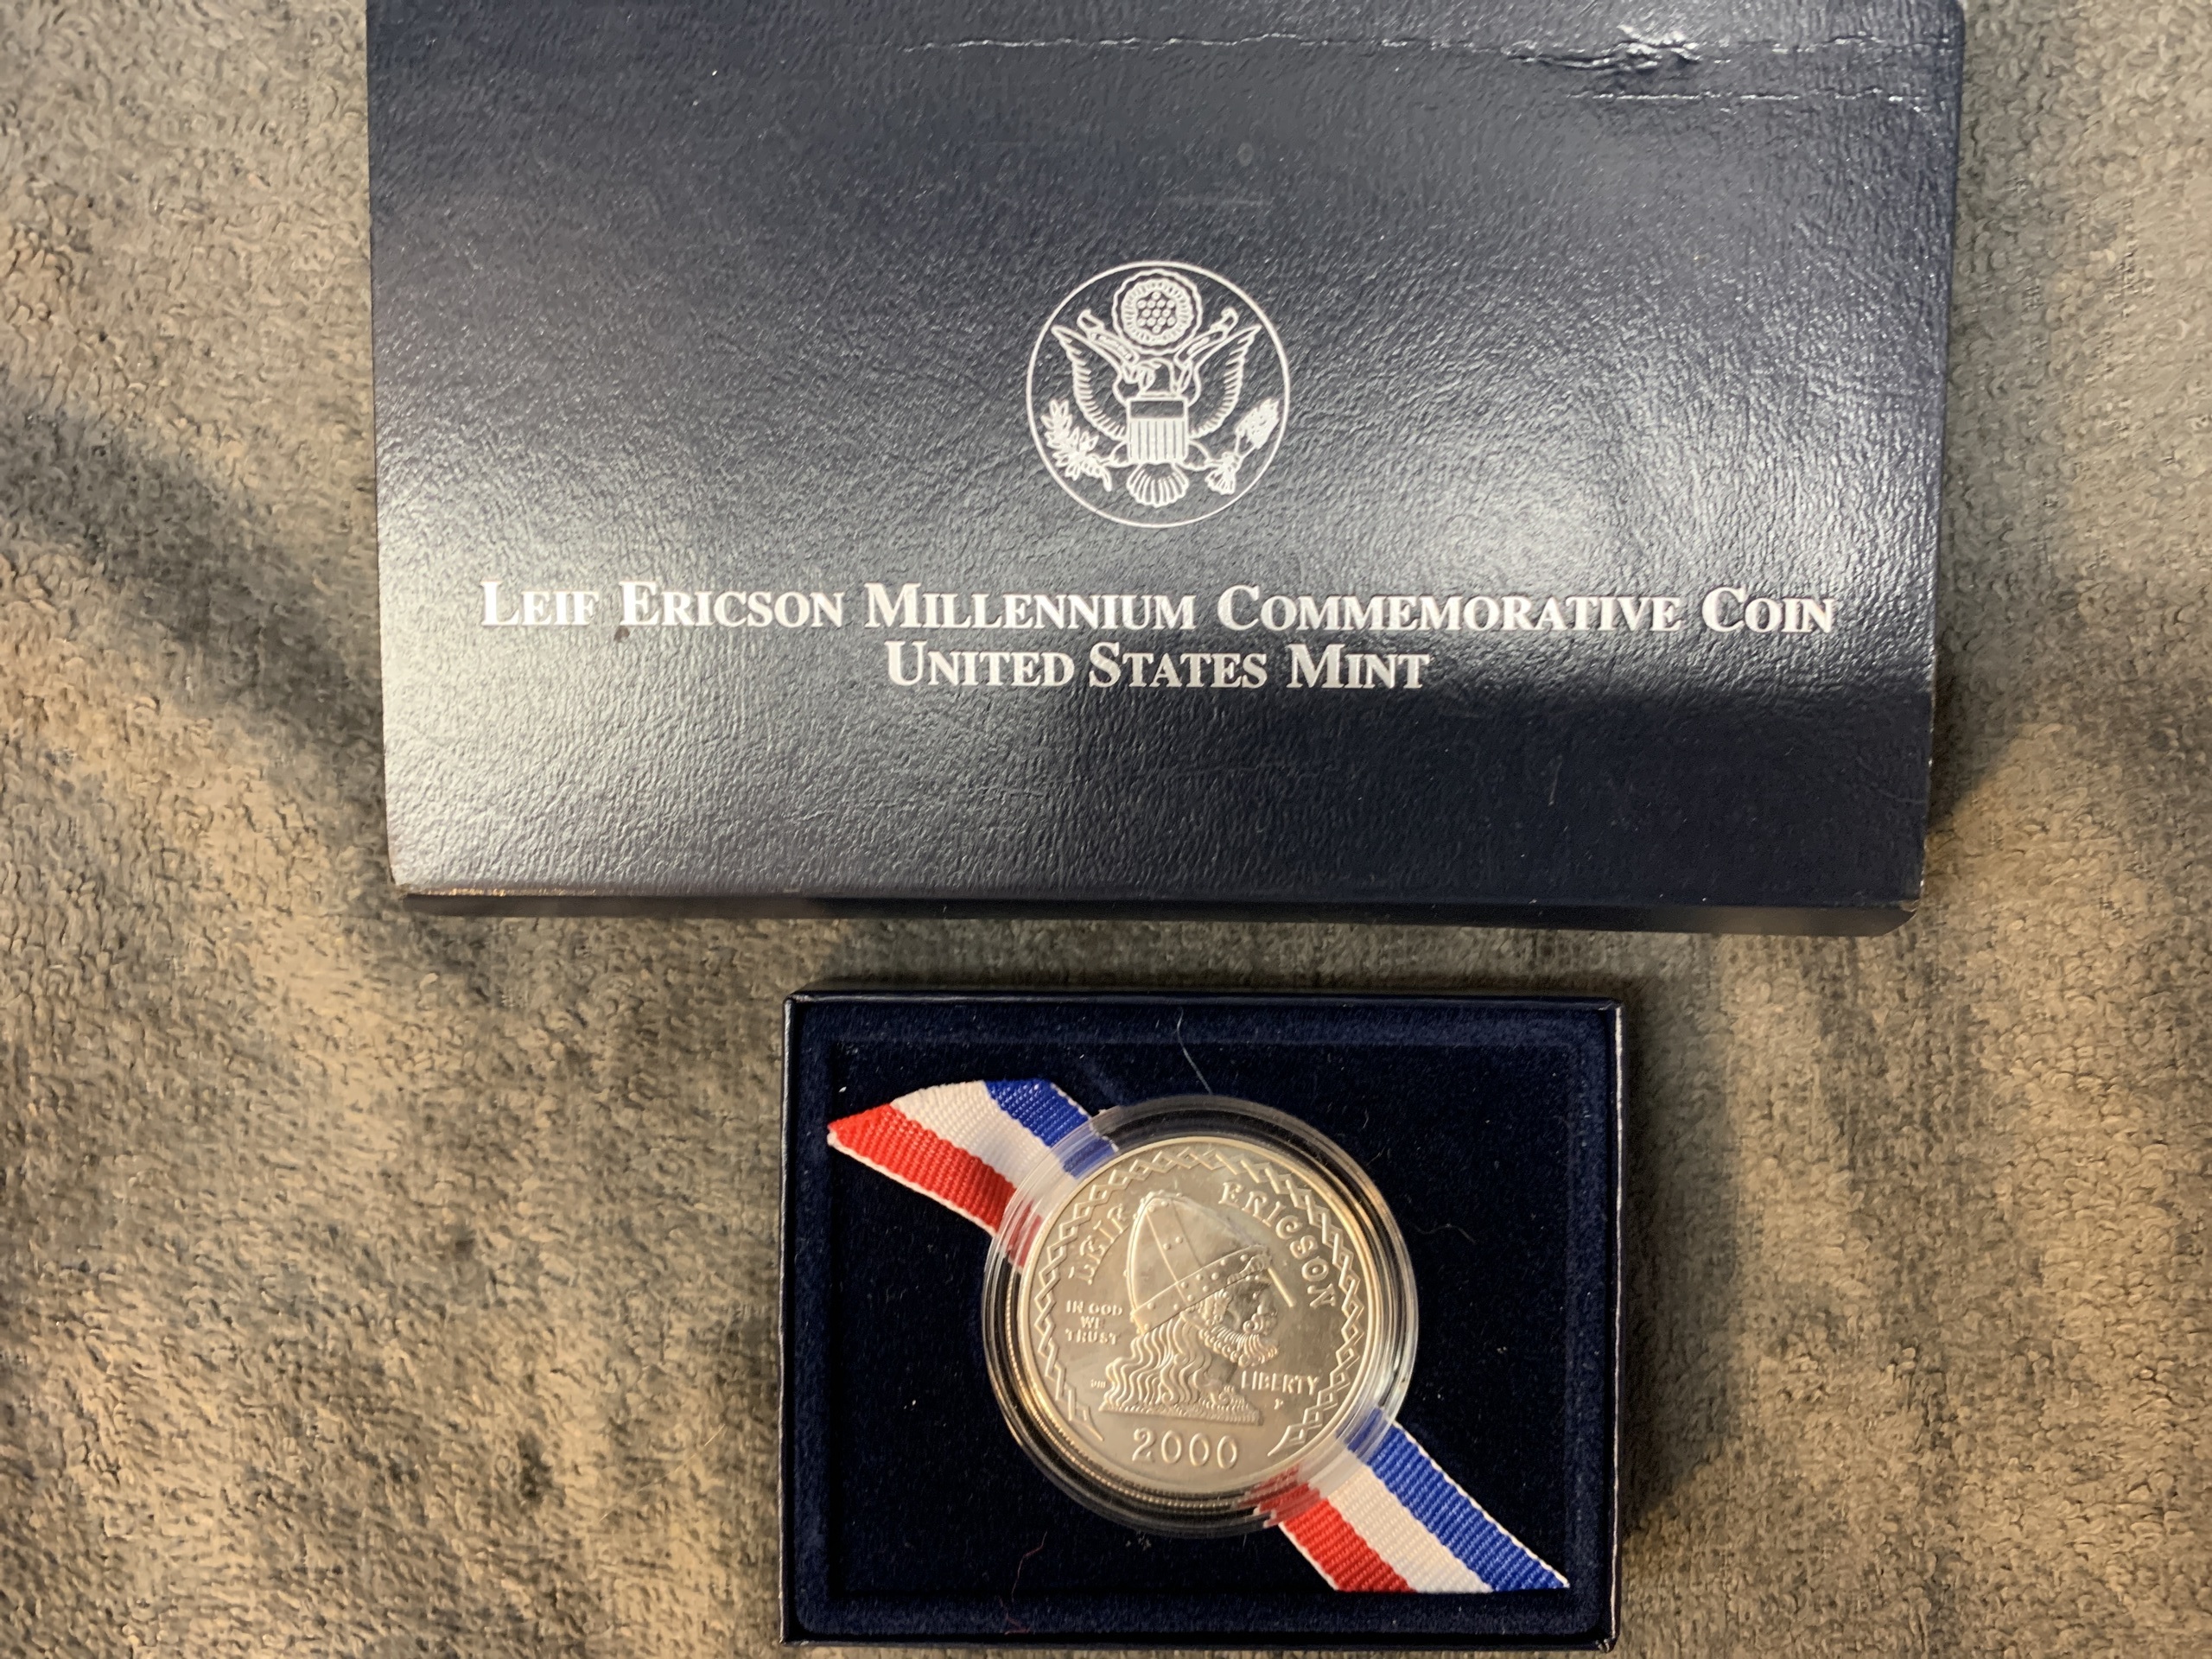 LEIF ERICSON MILLENNIUM COMMEMORATIVE COIN
UNITED STATES MINT
LEIF ERICSON
IN GOD
WE
TRUST
LIBERTY
P
2000